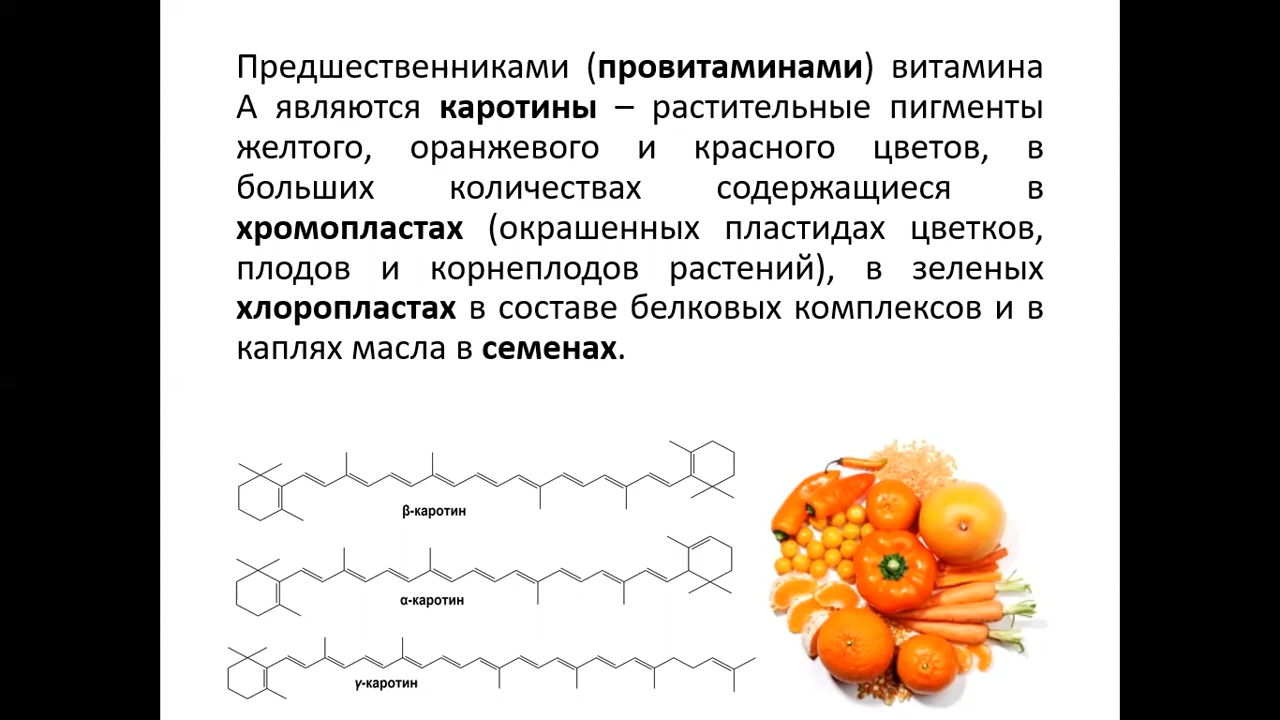 Предшественниками (провитаминами) витамина
А являются каротины – растительные пигменты
желтого, оранжевого и красного цветов, в
больших количествах содержащиеся в
хромопластах (окрашенных пластидах цветков,
плодов и корнеплодов растений), в зеленых
хлоропластах в составе белковых комплексов и в
каплях масла в семенах.
β-каротин
α-каротин
γ-каротин